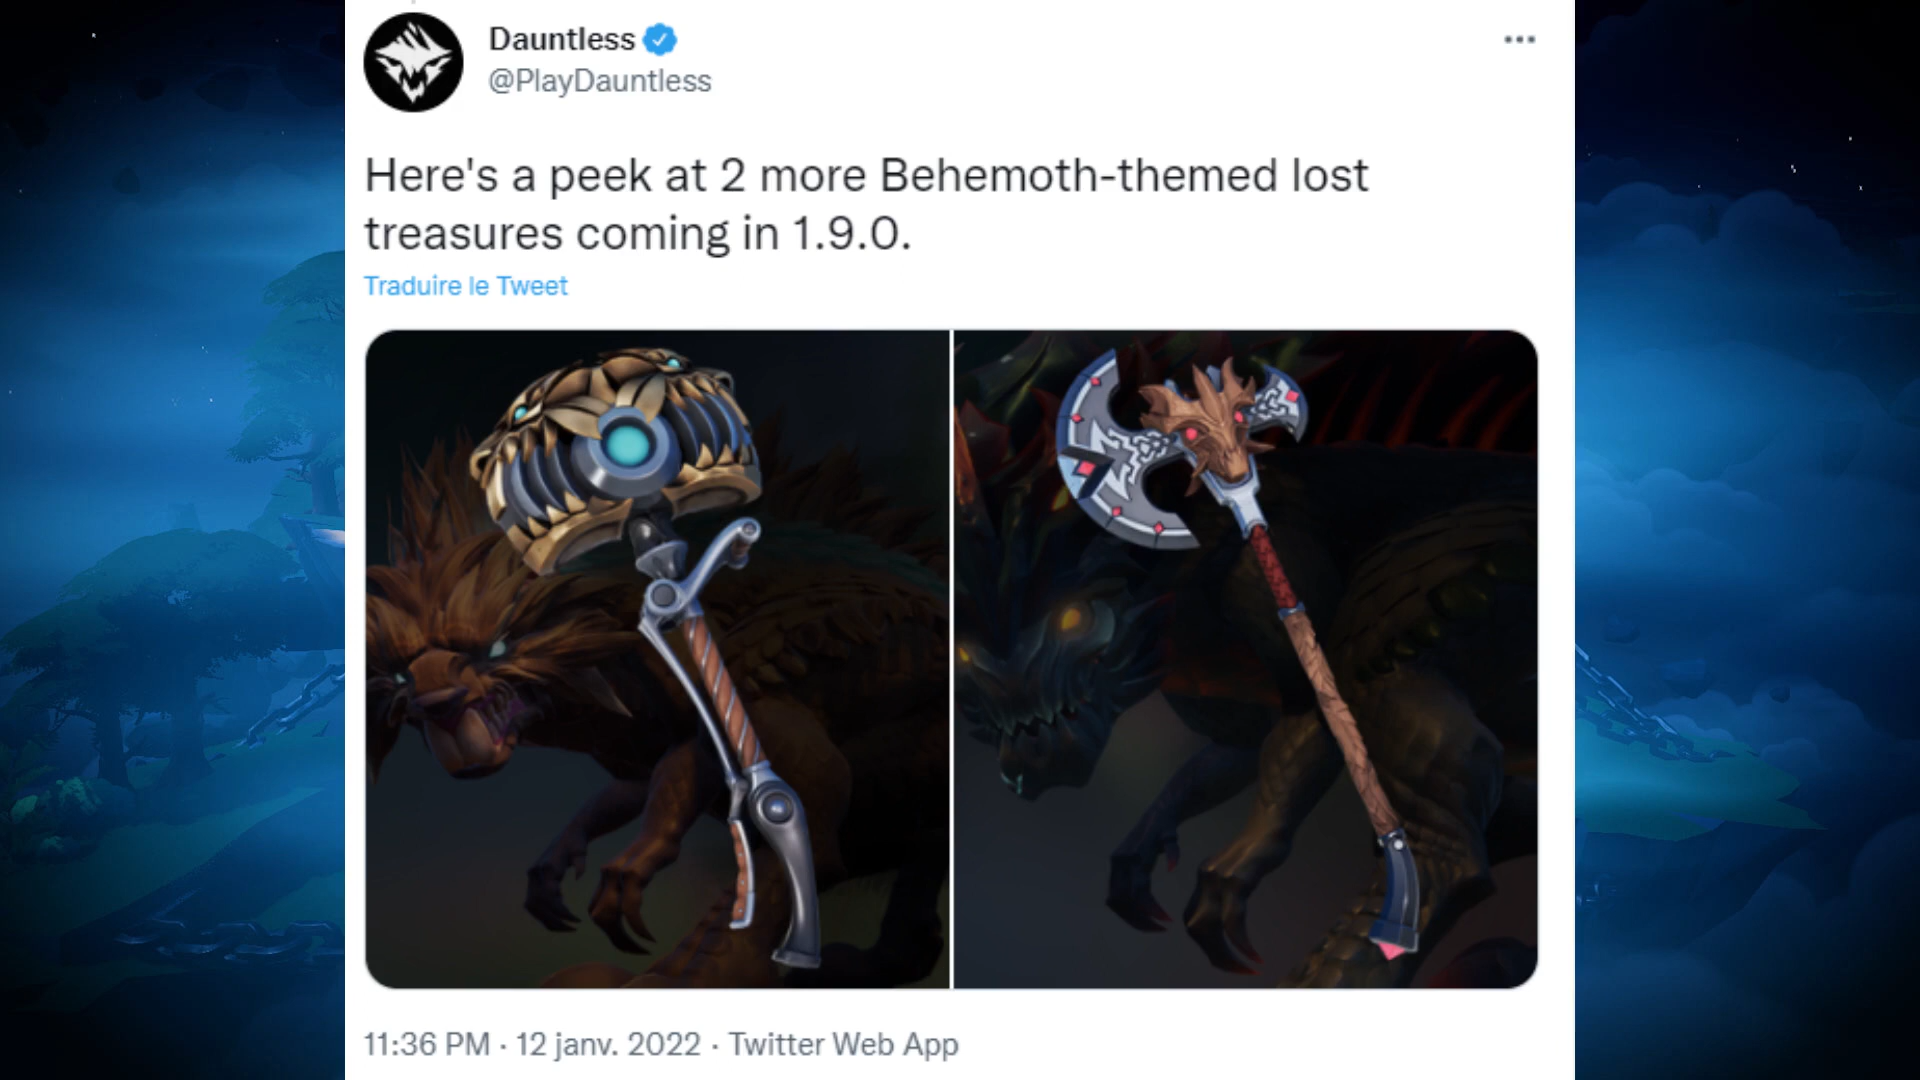 Dauntless
@PlayDauntless
Here's a peek at 2 more Behemoth-themed lost
treasures coming in 1.9.0.
Traduire le Tweet
11:36 PM · 12 janv. 2022 · Twitter Web App